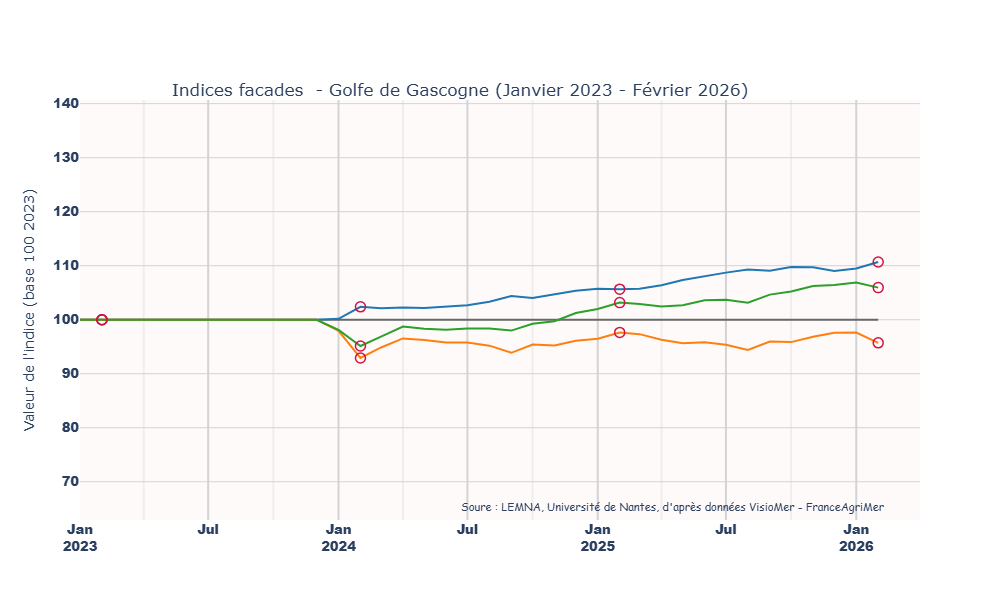 Indices facades - Golfe de Gascogne (Janvier 2023 - Février 2026)
Valeur de l'indice (base 100 2023)
140
130
120
110
100
90
80
70
Soure : LEMNA, Université de Nantes, d'après données VisioMer - FranceAgriMer
Jan Jul Jan Jul Jan Jul Jan
2023 2024 2025 2026